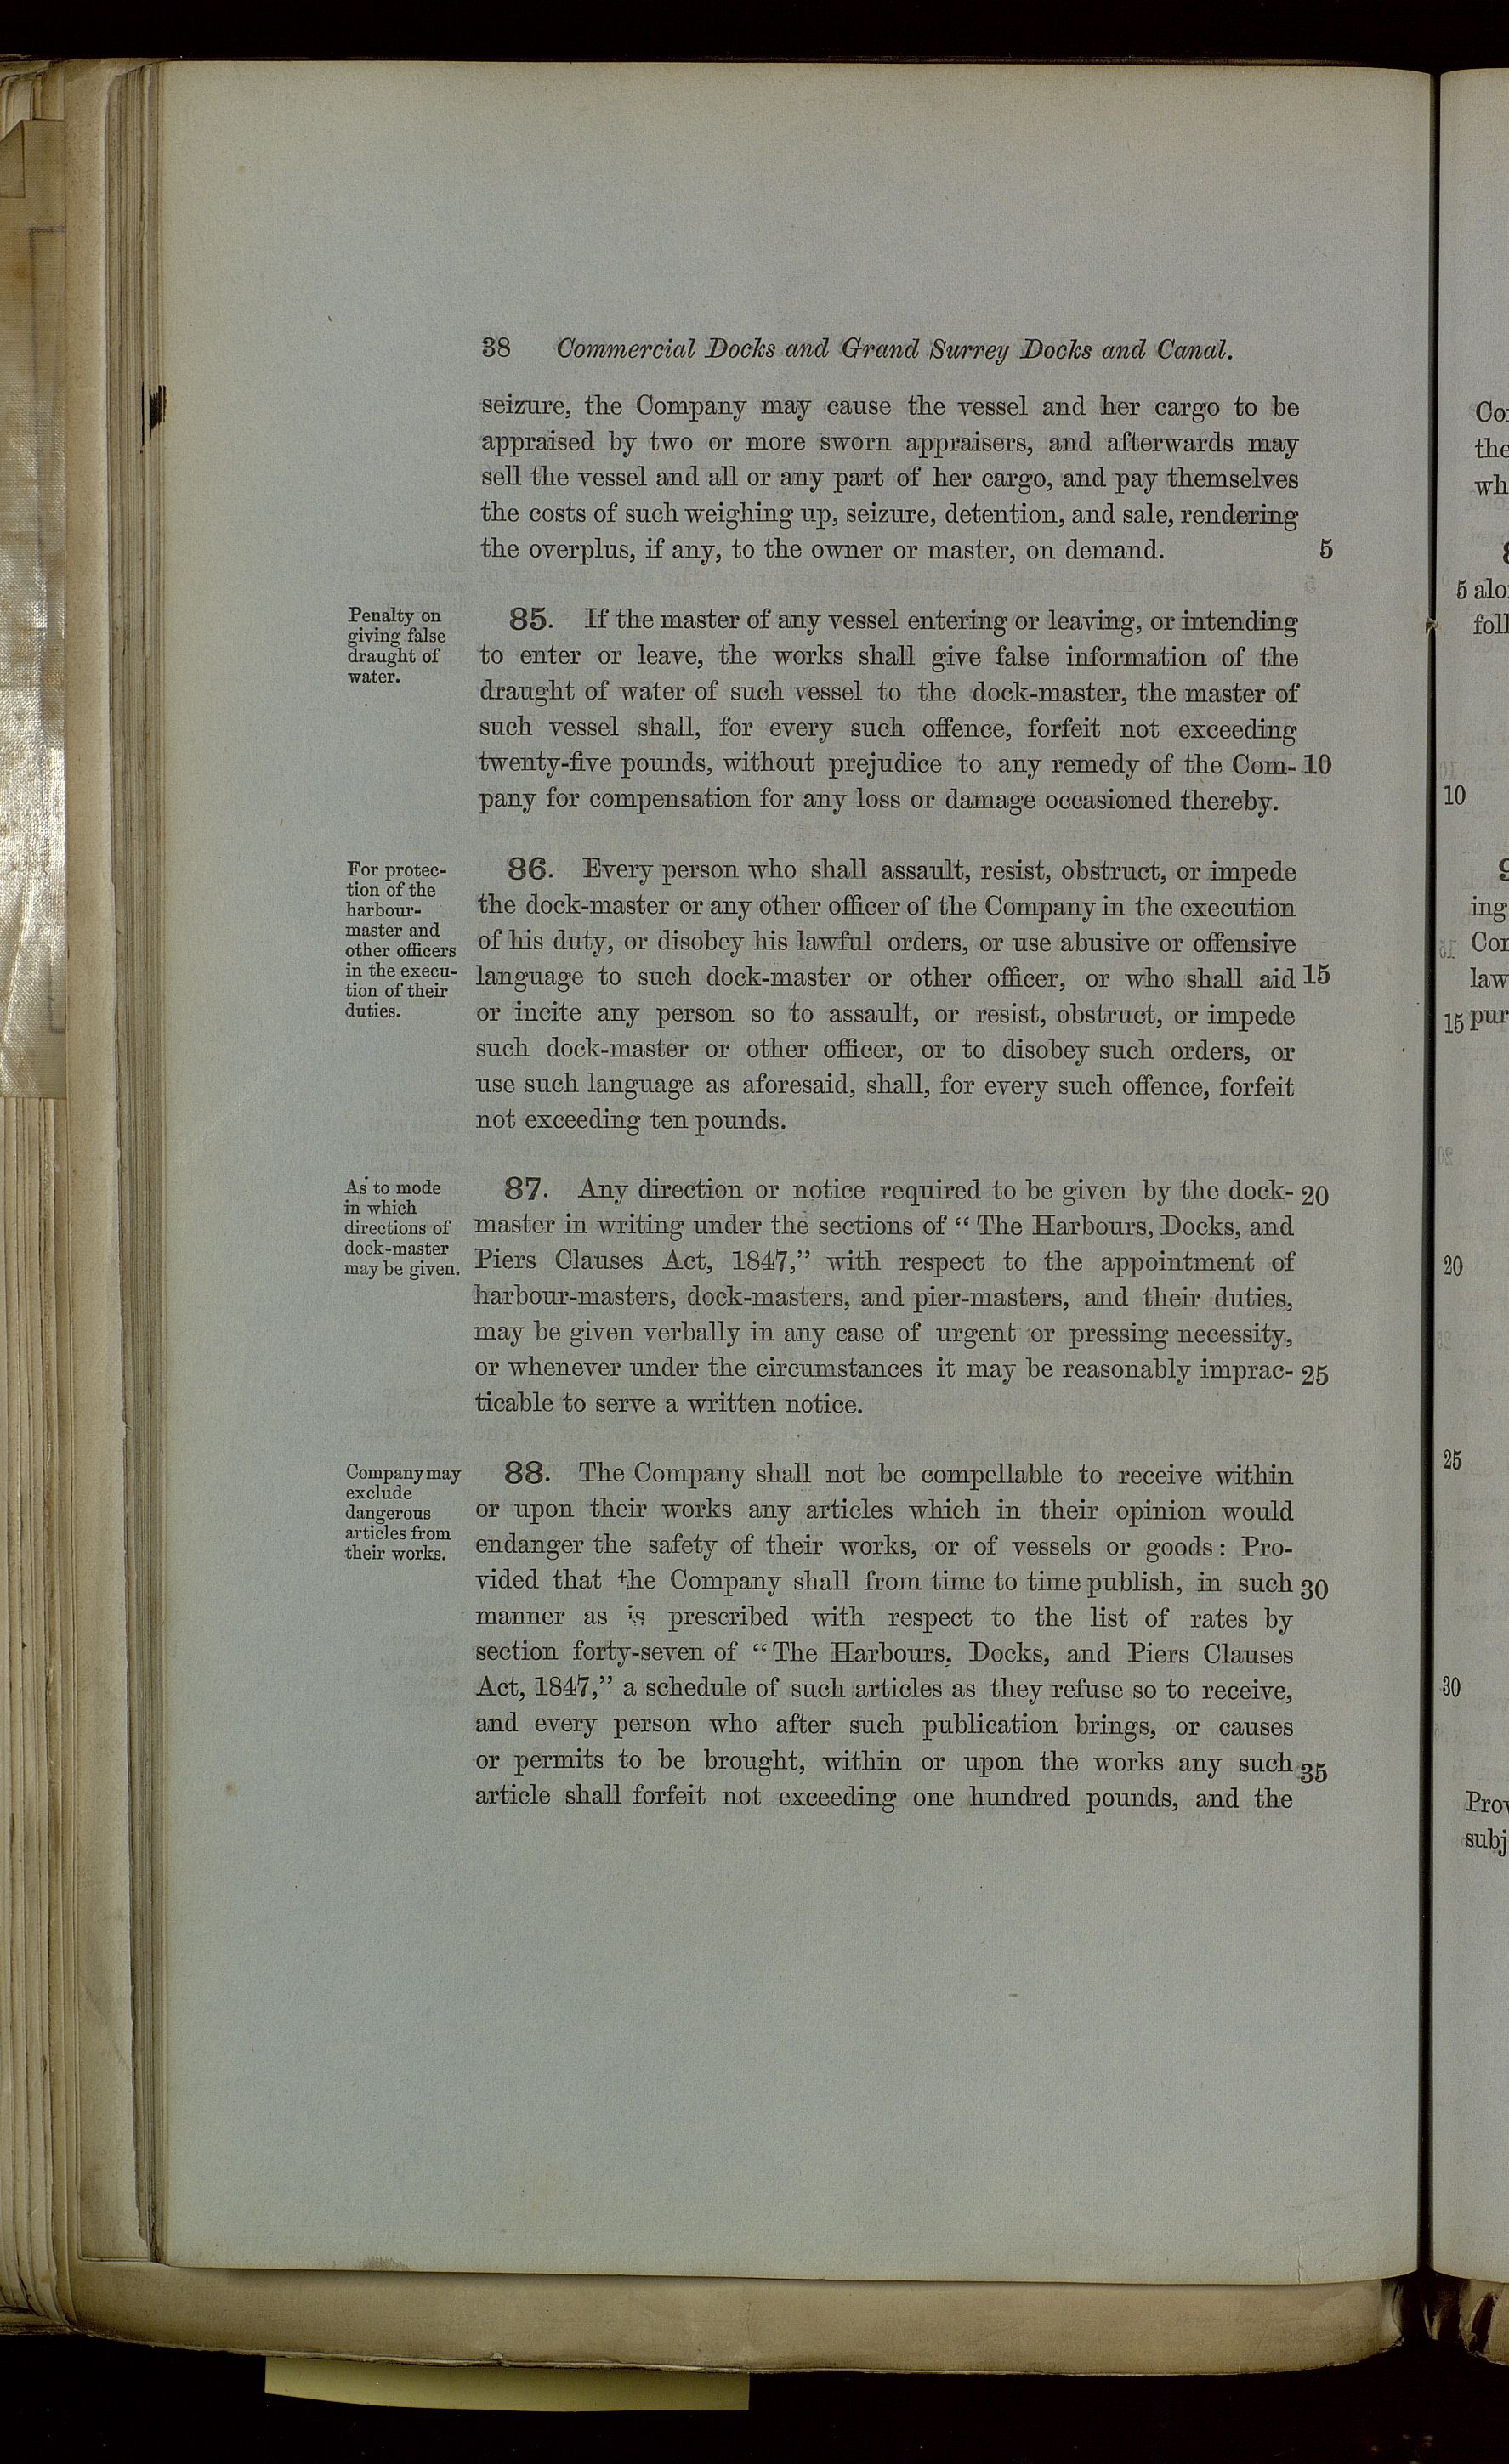 38 Commercial Docks and Grand Surrey Docks and Canal.
seizure, the Company may cause the vessel and her cargo to be
appraised by two or more sworn appraisers, and afterwards may
sell the vessel and all or any part of her cargo, and pay themselves
the costs of such weighing up, seizure, detention, and sale, rendering
the overplus, if any, to the owner or master, on demand. 5
Penalty on
giving false
draught of
water.
85. If the master of any vessel entering or leaving, or intending
to enter or leave, the works shall give false information of the
draught of water of such vessel to the dock-master, the master of
such vessel shall, for every such offence, forfeit not exceeding
twenty-five pounds, without prejudice to any remedy of the Com- 10
pany for compensation for any loss or damage occasioned thereby.
For protec-
tion of the
harbour-
master and
other officers
in the execu-
tion of their
duties.
86. Every person who shall assault, resist, obstruct, or impede
the dock-master or any other officer of the Company in the execution
of his duty, or disobey his lawful orders, or use abusive or offensive
language to such dock-master or other officer, or who shall aid 15
or incite any person so to assault, or resist, obstruct, or impede
such dock-master or other officer, or to disobey such orders, or
use such language as aforesaid, shall, for every such offence, forfeit
not exceeding ten pounds.
As to mode
in which
directions of
dock-master
may be given.
87. Any direction or notice required to be given by the dock- 20
master in writing under the sections of “ The Harbours, Docks, and
Piers Clauses Act, 1847,” with respect to the appointment of
harbour-masters, dock-masters, and pier-masters, and their duties,
may be given verbally in any case of urgent or pressing necessity,
or whenever under the circumstances it may be reasonably imprac- 25
ticable to serve a written notice.
Company may
exclude
dangerous
articles from
their works.
88. The Company shall not be compellable to receive within
or upon their works any articles which in their opinion would
endanger the safety of their works, or of vessels or goods: Pro-
vided that the Company shall from time to time publish, in such 30
manner as is prescribed with respect to the list of rates by
section forty-seven of “The Harbours, Docks, and Piers Clauses
Act, 1847,” a schedule of such articles as they refuse so to receive,
and every person who after such publication brings, or causes
or permits to be brought, within or upon the works any such 35
article shall forfeit not exceeding one hundred pounds, and the
the
5
10
ing
law
15
20
25
30